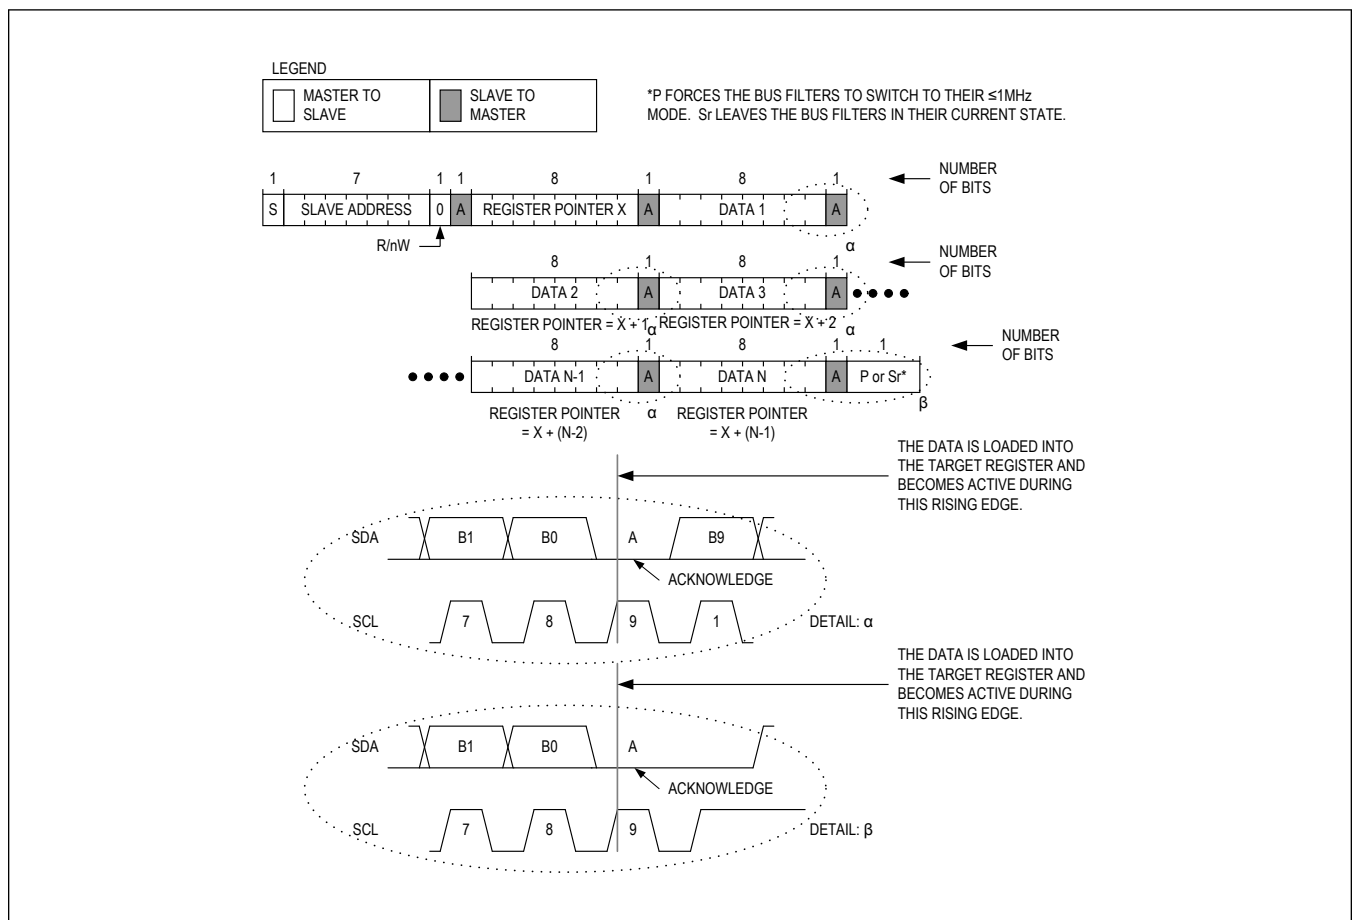 LEGEND
MASTER TO
SLAVE
SLAVE TO
MASTER
*P FORCES THE BUS FILTERS TO SWITCH TO THEIR ≤1MHz
MODE. Sr LEAVES THE BUS FILTERS IN THEIR CURRENT STATE.
1 7 1 1 8 1 8 1
NUMBER
OF BITS
S SLAVE ADDRESS 0 A REGISTER POINTER X A DATA 1 A
R/nW
α
8 1 8 1
NUMBER
OF BITS
DATA 2 A DATA 3 A
REGISTER POINTER = X + 1 α REGISTER POINTER = X + 2 α
8 1 8 1 1
NUMBER
OF BITS
DATA N-1 A DATA N A P or Sr*
β
REGISTER POINTER
= X + (N-2)
α
REGISTER POINTER
= X + (N-1)
THE DATA IS LOADED INTO
THE TARGET REGISTER AND
BECOMES ACTIVE DURING
THIS RISING EDGE.
SDA B1 B0 A B9
ACKNOWLEDGE
SCL 7 8 9 1 DETAIL: α
THE DATA IS LOADED INTO
THE TARGET REGISTER AND
BECOMES ACTIVE DURING
THIS RISING EDGE.
SDA B1 B0 A
ACKNOWLEDGE
SCL 7 8 9 DETAIL: β